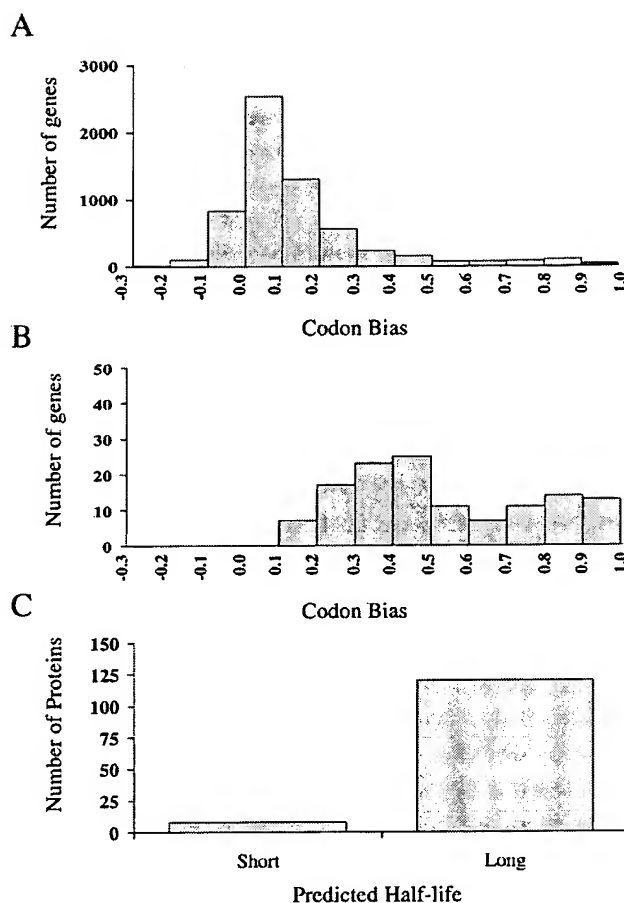 A
Number of genes
3000
2000
1000
0
-0.3 -0.2 -0.1 0.0 0.1 0.2 0.3 0.4 0.5 0.6 0.7 0.8 0.9 1.0
Codon Bias
B
Number of genes
50
40
30
20
10
0
-0.3 -0.2 -0.1 0.0 0.1 0.2 0.3 0.4 0.5 0.6 0.7 0.8 0.9 1.0
Codon Bias
C
Number of Proteins
150
125
100
75
50
25
0
Short Long
Predicted Half-life